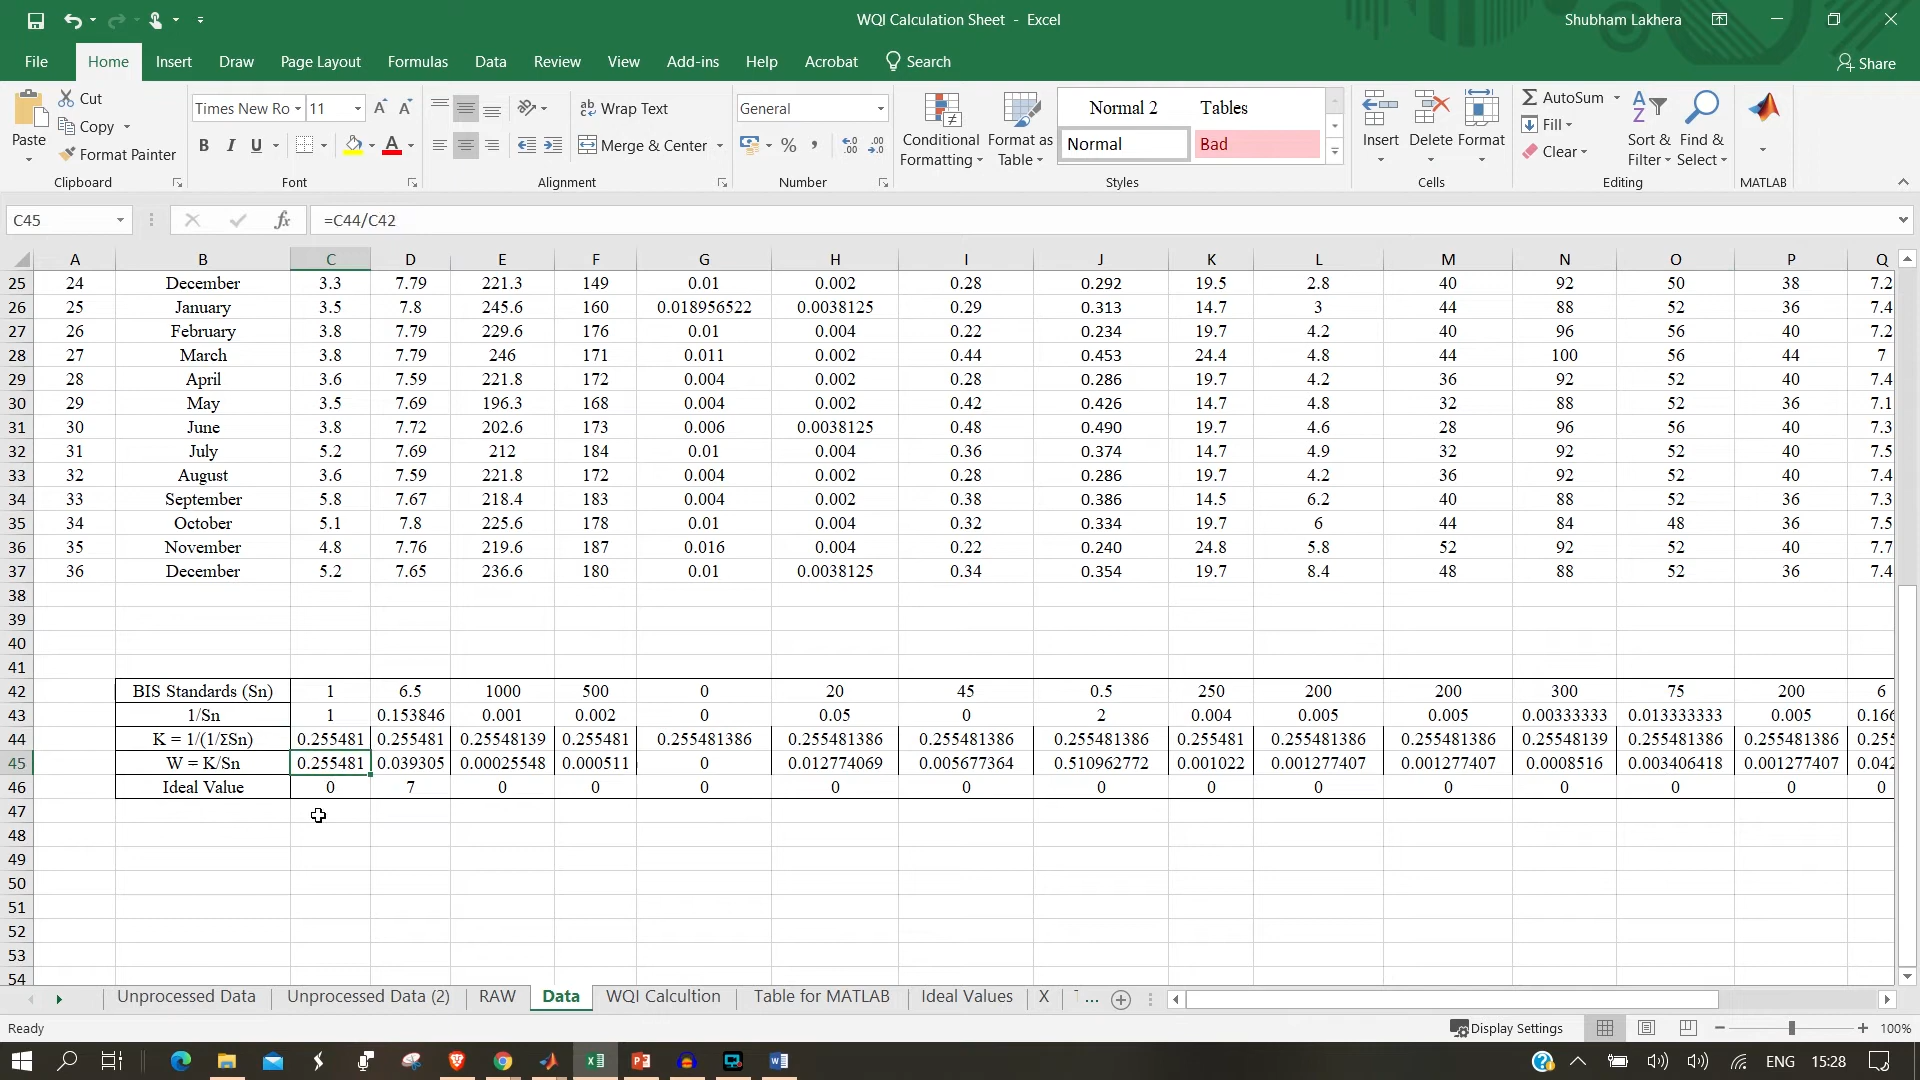 WQI Calculation Sheet - Excel
Shubham Lakhera
File Home Insert Draw Page Layout Formulas Data Review View Add-ins Help Acrobat Search Share
Cut
Copy
Format Painter
Paste
Clipboard
Times New Ro 11
Font
Wrap Text
Merge & Center
Alignment
General
Number
Conditional Formatting
Format as Table
Normal 2 Tables
Normal Bad
Styles
Insert Delete Format
Cells
AutoSum
Fill
Clear
Sort & Filter
Find & Select
Editing
MATLAB
C45 fx =C44/C42
A B C D E F G H I J K L M N O P Q
25 24 December 3.3 7.79 221.3 149 0.01 0.002 0.28 0.292 19.5 2.8 40 92 50 38 7.2
26 25 January 3.5 7.8 245.6 160 0.018956522 0.0038125 0.29 0.313 14.7 3 44 88 52 36 7.4
27 26 February 3.8 7.79 229.6 176 0.01 0.004 0.22 0.234 19.7 4.2 40 96 56 40 7.2
28 27 March 3.8 7.79 246 171 0.011 0.002 0.44 0.453 24.4 4.8 44 100 56 44 7
29 28 April 3.6 7.59 221.8 172 0.004 0.002 0.28 0.286 19.7 4.2 36 92 52 40 7.4
30 29 May 3.5 7.69 196.3 168 0.004 0.002 0.42 0.426 14.7 4.8 32 88 52 36 7.1
31 30 June 3.8 7.72 202.6 173 0.006 0.0038125 0.48 0.490 19.7 4.6 28 96 56 40 7.3
32 31 July 5.2 7.69 212 184 0.01 0.004 0.36 0.374 14.7 4.9 32 92 52 40 7.5
33 32 August 3.6 7.59 221.8 172 0.004 0.002 0.28 0.286 19.7 4.2 36 92 52 40 7.4
34 33 September 5.8 7.67 218.4 183 0.004 0.002 0.38 0.386 14.5 6.2 40 88 52 36 7.3
35 34 October 5.1 7.8 225.6 178 0.01 0.004 0.32 0.334 19.7 6 44 84 48 36 7.5
36 35 November 4.8 7.76 219.6 187 0.016 0.004 0.22 0.240 24.8 5.8 52 92 52 40 7.7
37 36 December 5.2 7.65 236.6 180 0.01 0.0038125 0.34 0.354 19.7 8.4 48 88 52 36 7.4
38
39
40
41
42 BIS Standards (Sn) 1 6.5 1000 500 0 20 45 0.5 250 200 200 300 75 200 6
43 1/Sn 1 0.153846 0.001 0.002 0 0.05 0 2 0.004 0.005 0.005 0.00333333 0.013333333 0.005 0.166
44 K = 1/(1/ΣSn) 0.255481 0.255481 0.25548139 0.255481 0.255481386 0.255481386 0.255481386 0.255481386 0.255481 0.255481386 0.255481386 0.25548139 0.255481386 0.255481386 0.255
45 W = K/Sn 0.255481 0.039305 0.00025548 0.000511 0 0.012774069 0.005677364 0.510962772 0.001022 0.001277407 0.001277407 0.0008516 0.003406418 0.001277407 0.042
46 Ideal Value 0 7 0 0 0 0 0 0 0 0 0 0 0 0 0
47
48
49
50
51
52
53
54
Unprocessed Data Unprocessed Data (2) RAW Data WQI Calcultion Table for MATLAB Ideal Values X ...
Ready Display Settings 100%
ENG 15:28